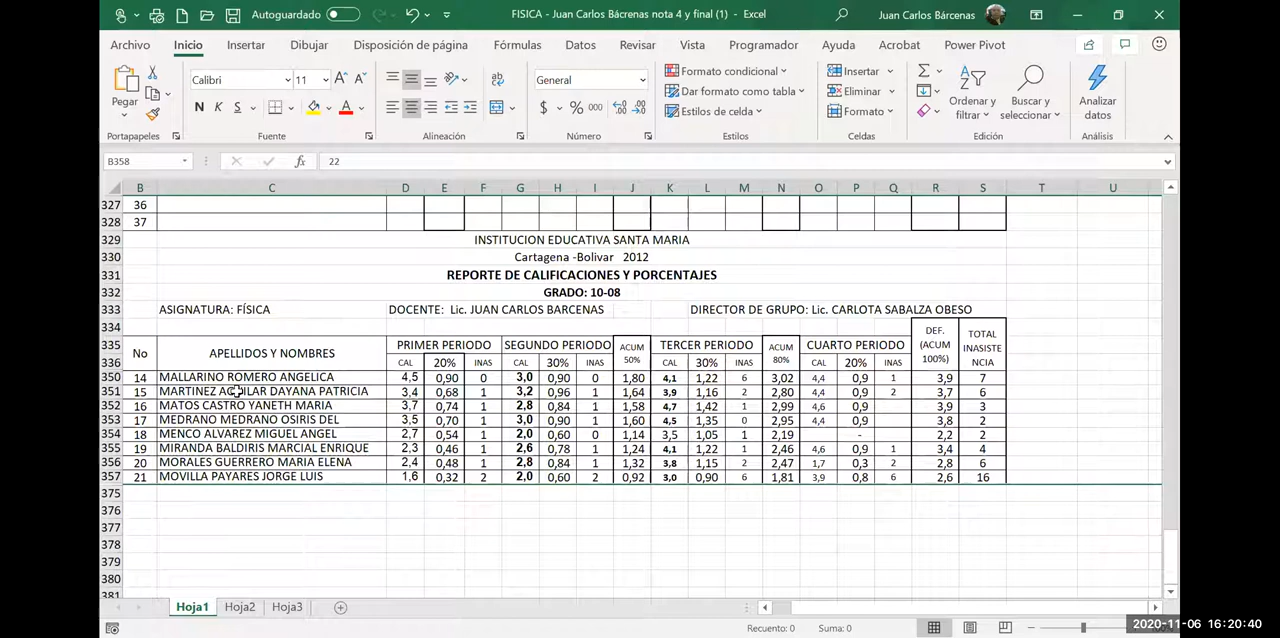 Autoguardado FISICA - Juan Carlos Bácrenas nota 4 y final (1) - Excel Juan Carlos Bárcenas
Archivo Inicio Insertar Dibujar Disposición de página Fórmulas Datos Revisar Vista Programador Ayuda Acrobat Power Pivot
Pegar Calibri 11 General Formato condicional Insertar Ordenar y filtrar Buscar y seleccionar Analizar datos
N K S $ % 000 Dar formato como tabla Eliminar
Estilos de celda Formato
Portapapeles Fuente Alineación Número Estilos Celdas Edición Análisis
B358 fx 22
B C D E F G H I J K L M N O P Q R S T U
327 36
328 37
329 INSTITUCION EDUCATIVA SANTA MARIA
330 Cartagena -Bolivar 2012
331 REPORTE DE CALIFICACIONES Y PORCENTAJES
332 GRADO: 10-08
333 ASIGNATURA: FÍSICA DOCENTE: Lic. JUAN CARLOS BARCENAS DIRECTOR DE GRUPO: Lic. CARLOTA SABALZA OBESO
334
335 No APELLIDOS Y NOMBRES PRIMER PERIODO SEGUNDO PERIODO ACUM 50% TERCER PERIODO ACUM 80% CUARTO PERIODO DEF. (ACUM 100%) TOTAL INASISTE NCIA
336 CAL 20% INAS CAL 30% INAS CAL 30% INAS CAL 20% INAS
350 14 MALLARINO ROMERO ANGELICA 4,5 0,90 0 3,0 0,90 0 1,80 4,1 1,22 6 3,02 4,4 0,9 1 3,9 7
351 15 MARTINEZ AGUILAR DAYANA PATRICIA 3,4 0,68 1 3,2 0,96 1 1,64 3,9 1,16 2 2,80 4,4 0,9 2 3,7 6
352 16 MATOS CASTRO YANETH MARIA 3,7 0,74 1 2,8 0,84 1 1,58 4,7 1,42 1 2,99 4,6 0,9 3,9 3
353 17 MEDRANO MEDRANO OSIRIS DEL 3,5 0,70 1 3,0 0,90 1 1,60 4,5 1,35 0 2,95 4,4 0,9 3,8 2
354 18 MENCO ALVAREZ MIGUEL ANGEL 2,7 0,54 1 2,0 0,60 0 1,14 3,5 1,05 1 2,19 - 2,2 2
355 19 MIRANDA BALDIRIS MARCIAL ENRIQUE 2,3 0,46 1 2,6 0,78 1 1,24 4,1 1,22 1 2,46 4,6 0,9 1 3,4 4
356 20 MORALES GUERRERO MARIA ELENA 2,4 0,48 1 2,8 0,84 1 1,32 3,8 1,15 2 2,47 1,7 0,3 2 2,8 6
357 21 MOVILLA PAYARES JORGE LUIS 1,6 0,32 2 2,0 0,60 2 0,92 3,0 0,90 6 1,81 3,9 0,8 6 2,6 16
375
376
377
378
379
380
381
Hoja1 Hoja2 Hoja3
Recuento: 0 Suma: 0 2020-11-06 16:20:40